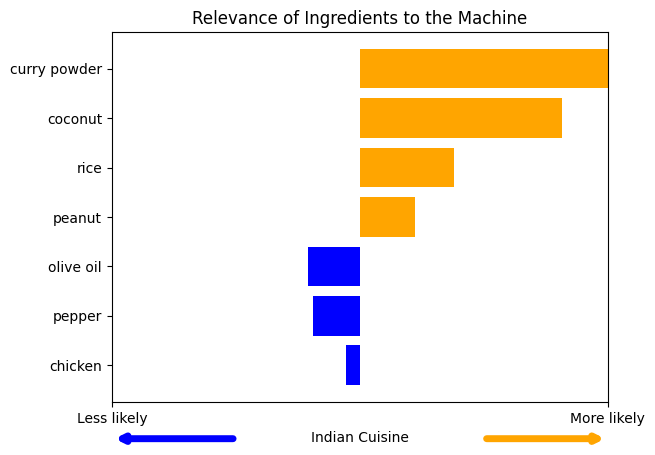 Relevance of Ingredients to the Machine
curry powder
coconut
rice
peanut
olive oil
pepper
chicken
Less likely
More likely
Indian Cuisine